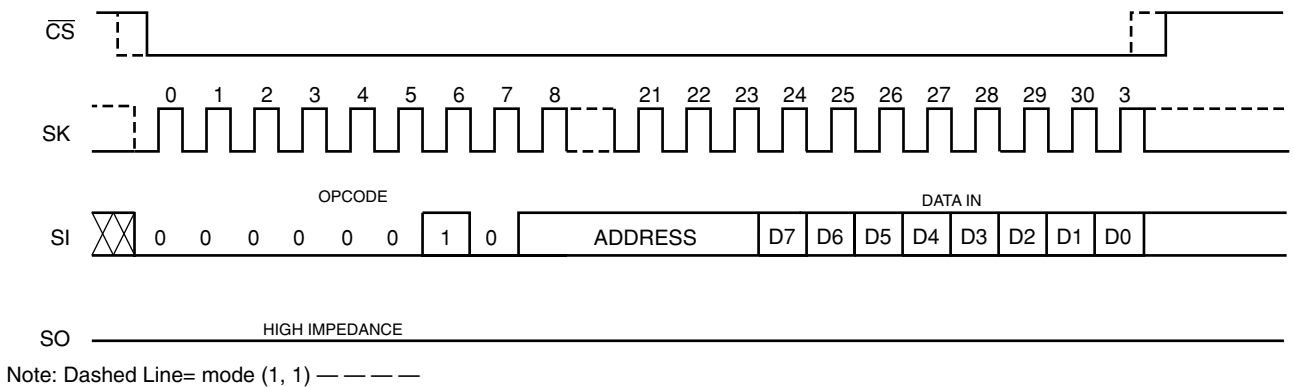 CS
0 1 2 3 4 5 6 7 8 21 22 23 24 25 26 27 28 29 30 3
SK
OPCODE DATA IN
SI 0 0 0 0 0 0 1 0 ADDRESS D7 D6 D5 D4 D3 D2 D1 D0
HIGH IMPEDANCE
SO
Note: Dashed Line= mode (1, 1) — — — —